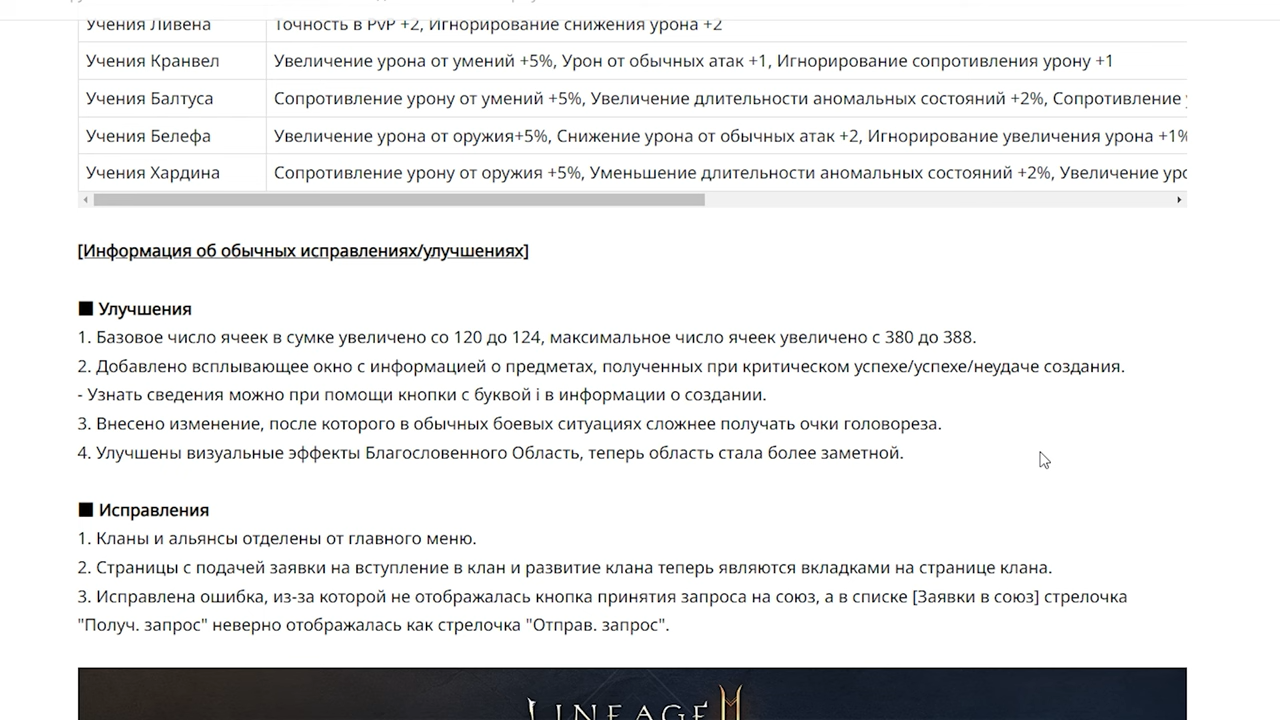 Учения Ливена Точность в PvP +2, Игнорирование снижения урона +2
Учения Кранвел Увеличение урона от умений +5%, Урон от обычных атак +1, Игнорирование сопротивления урону +1
Учения Балтуса Сопротивление урону от умений +5%, Увеличение длительности аномальных состояний +2%, Сопротивление
Учения Белефа Увеличение урона от оружия+5%, Снижение урона от обычных атак +2, Игнорирование увеличения урона +1%
Учения Хардина Сопротивление урону от оружия +5%, Уменьшение длительности аномальных состояний +2%, Увеличение
[Информация об обычных исправлениях/улучшениях]
■ Улучшения
1. Базовое число ячеек в сумке увеличено со 120 до 124, максимальное число ячеек увеличено с 380 до 388.
2. Добавлено всплывающее окно с информацией о предметах, полученных при критическом успехе/успехе/неудаче создания.
- Узнать сведения можно при помощи кнопки с буквой i в информации о создании.
3. Внесено изменение, после которого в обычных боевых ситуациях сложнее получать очки головореза.
4. Улучшены визуальные эффекты Благословенного Область, теперь область стала более заметной.
■ Исправления
1. Кланы и альянсы отделены от главного меню.
2. Страницы с подачей заявки на вступление в клан и развитие клана теперь являются вкладками на странице клана.
3. Исправлена ошибка, из-за которой не отображалась кнопка принятия запроса на союз, а в списке [Заявки в союз] стрелочка
"Получ. запрос" неверно отображалась как стрелочка "Отправ. запрос".
LINEAGE